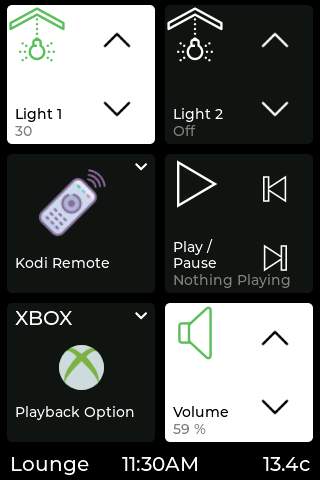 Light 1
30
Light 2
Off
Kodi Remote
Play /
Pause
Nothing Playing
XBOX
Playback Option
Volume
59 %
Lounge 11:30AM 13.4c